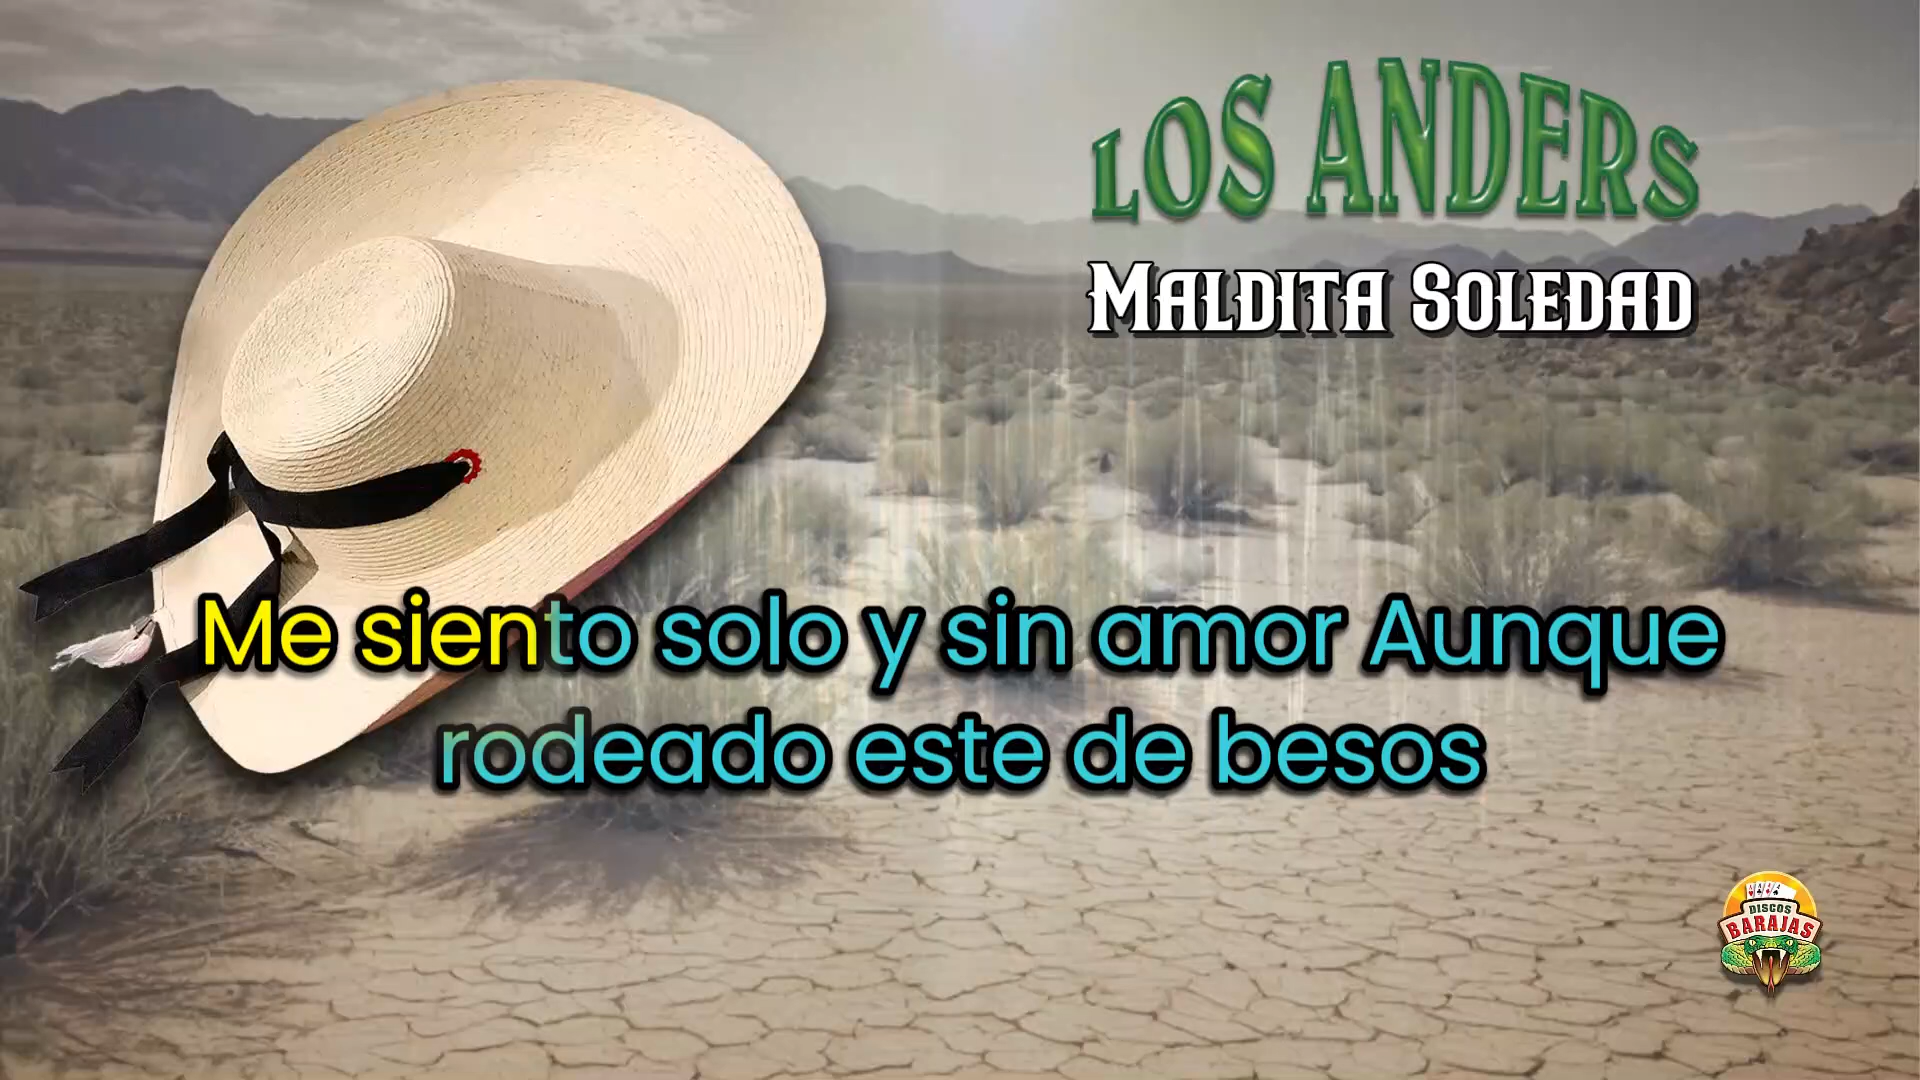 LOS ANDERS
MALDITA SOLEDAD
Me siento solo y sin amor Aunque
rodeado este de besos
DISCOS
BARAJAS